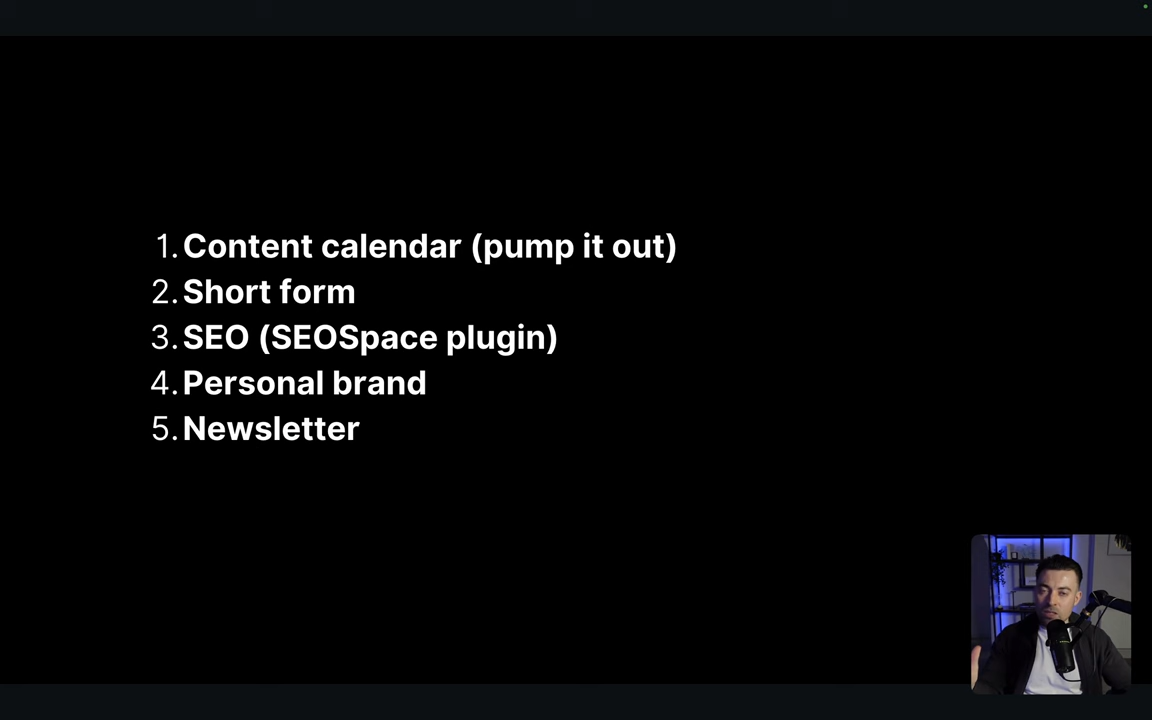 1. Content calendar (pump it out)
2. Short form
3. SEO (SEOSpace plugin)
4. Personal brand
5. Newsletter